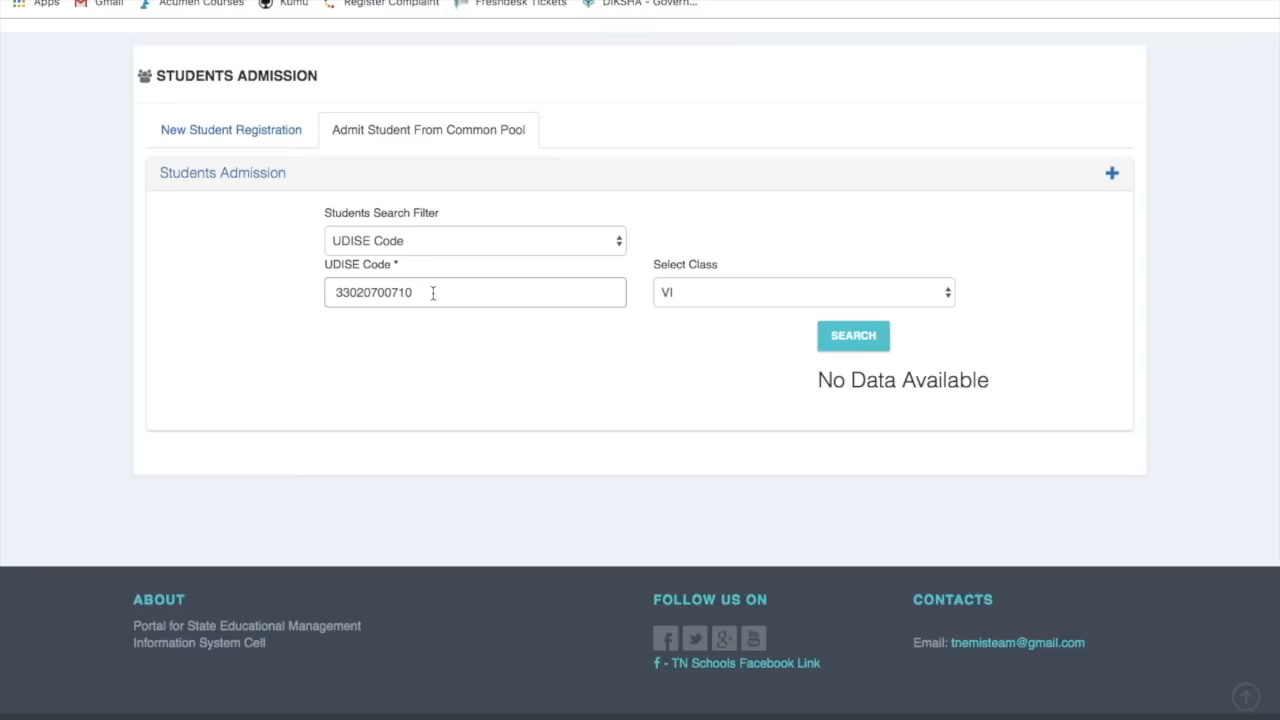 Apps Gmail Acumen Courses Kumu Register Complaint Freshdesk Tickets DIKSHA - Govern...
STUDENTS ADMISSION
New Student Registration Admit Student From Common Pool
Students Admission
Students Search Filter
UDISE Code
UDISE Code * Select Class
33020700710 VI
SEARCH
No Data Available
ABOUT FOLLOW US ON CONTACTS
Portal for State Educational Management
Information System Cell Email: tnemisteam@gmail.com
f - TN Schools Facebook Link